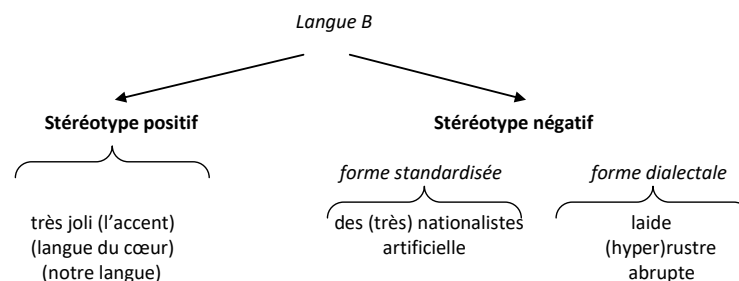 Langue B
Stéréotype positif
Stéréotype négatif
forme standardisée
forme dialectale
très joli (l’accent)
(langue du cœur)
(notre langue)
des (très) nationalistes
artificielle
laide
(hyper)rustre
abrupte